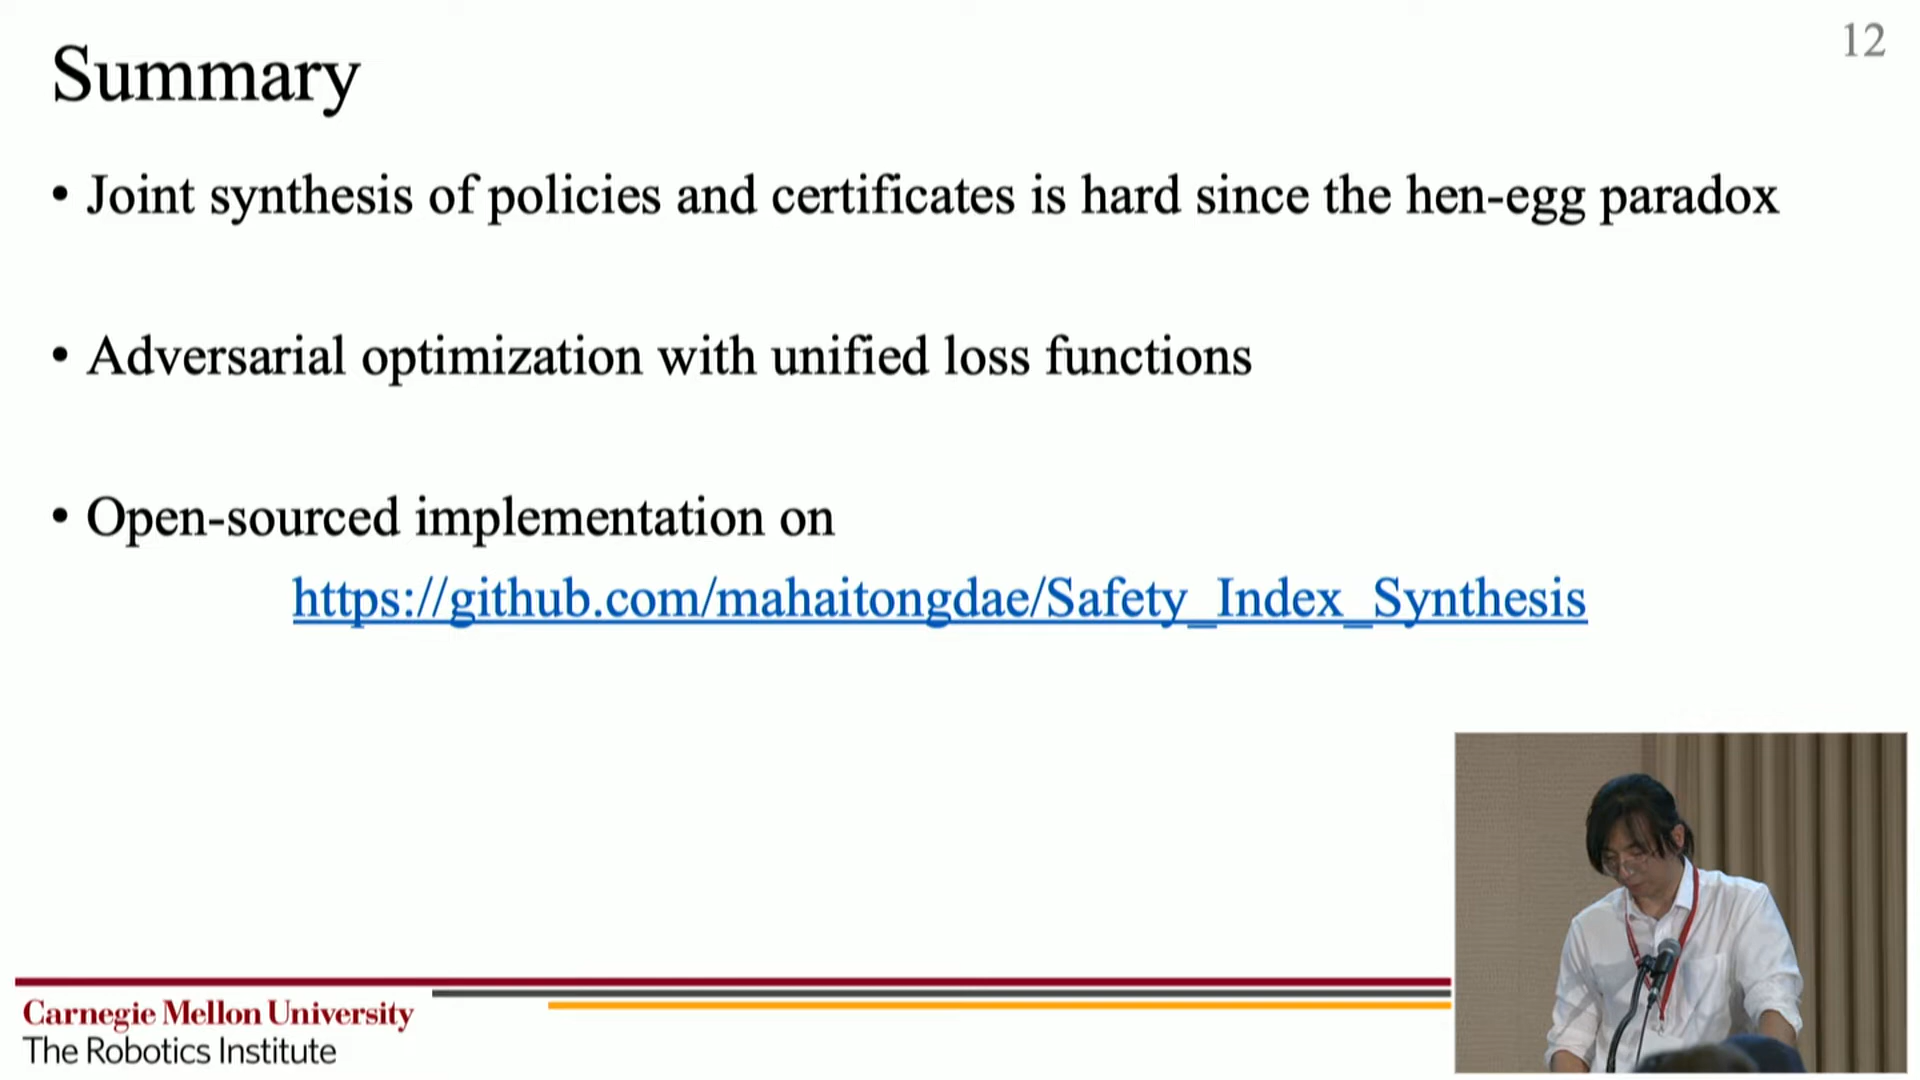 12
Summary
• Joint synthesis of policies and certificates is hard since the hen-egg paradox
• Adversarial optimization with unified loss functions
• Open-sourced implementation on
https://github.com/mahaitongdae/Safety_Index_Synthesis
Carnegie Mellon University
The Robotics Institute